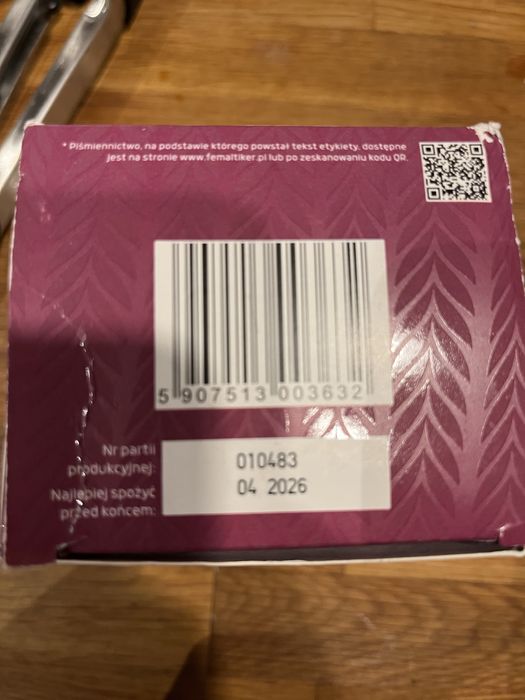 * Piśmiennictwo, na podstawie którego powstał tekst etykiety, dostępne
jest na stronie www.femaltiker.pl lub po zeskanowaniu kodu QR.
5 907513 003632
Nr partii
produkcyjnej:
010483
Najlepiej spożyć
przed końcem:
04 2026